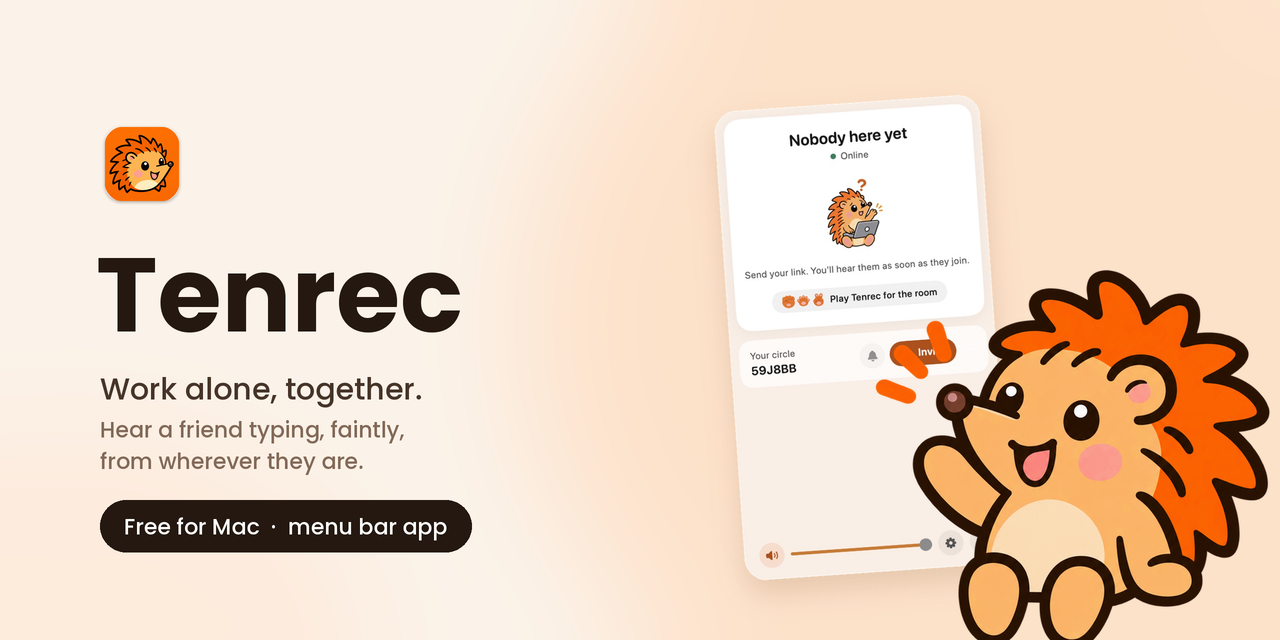 Tenrec
Work alone, together.
Hear a friend typing, faintly,
from wherever they are.
Free for Mac · menu bar app
Nobody here yet
Online
?
Send your link. You'll hear them as soon as they join.
Play Tenrec for the room
Your circle
59J8BB